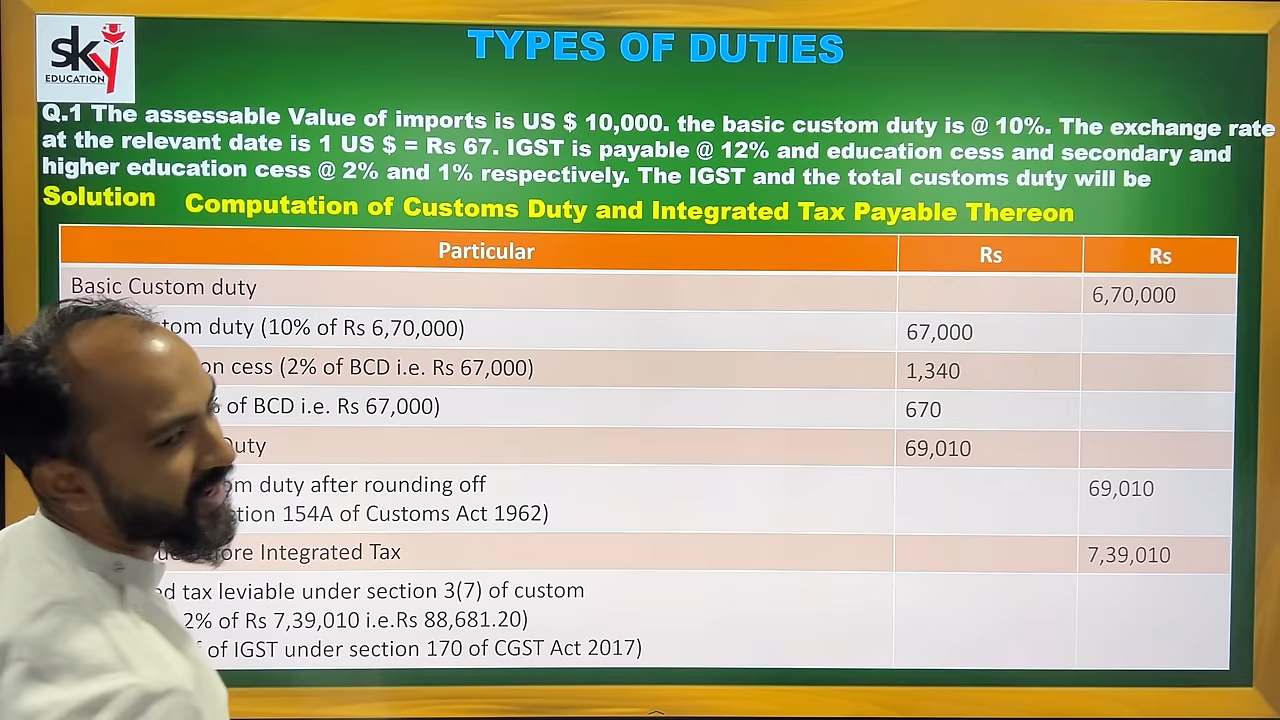 sky
EDUCATION
TYPES OF DUTIES
Q.1 The assessable Value of imports is US $ 10,000. the basic custom duty is @ 10%. The exchange rate
at the relevant date is 1 US $ = Rs 67. IGST is payable @ 12% and education cess and secondary and
higher education cess @ 2% and 1% respectively. The IGST and the total customs duty will be
Solution Computation of Customs Duty and Integrated Tax Payable Thereon
Particular Rs Rs
Basic Custom duty 6,70,000
tom duty (10% of Rs 6,70,000) 67,000
on cess (2% of BCD i.e. Rs 67,000) 1,340
of BCD i.e. Rs 67,000) 670
Duty 69,010
om duty after rounding off 69,010
tion 154A of Customs Act 1962)
fore Integrated Tax 7,39,010
ed tax leviable under section 3(7) of custom
2% of Rs 7,39,010 i.e.Rs 88,681.20)
of IGST under section 170 of CGST Act 2017)